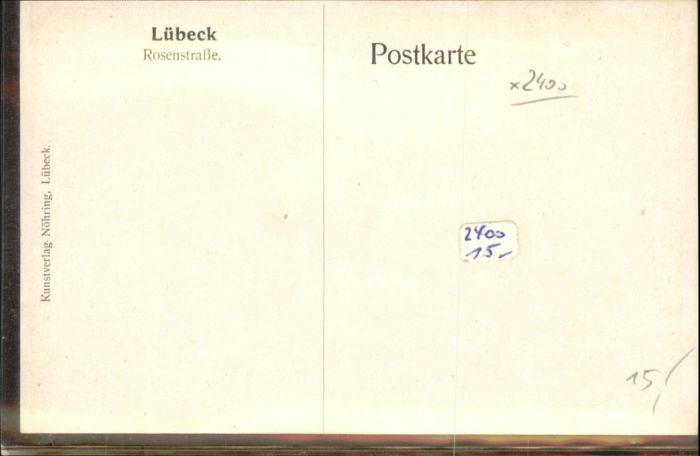 Lübeck
Rosenstraße.
Kunstverlag Nöhring, Lübeck.
Postkarte
x2400
2400
15,-
15,